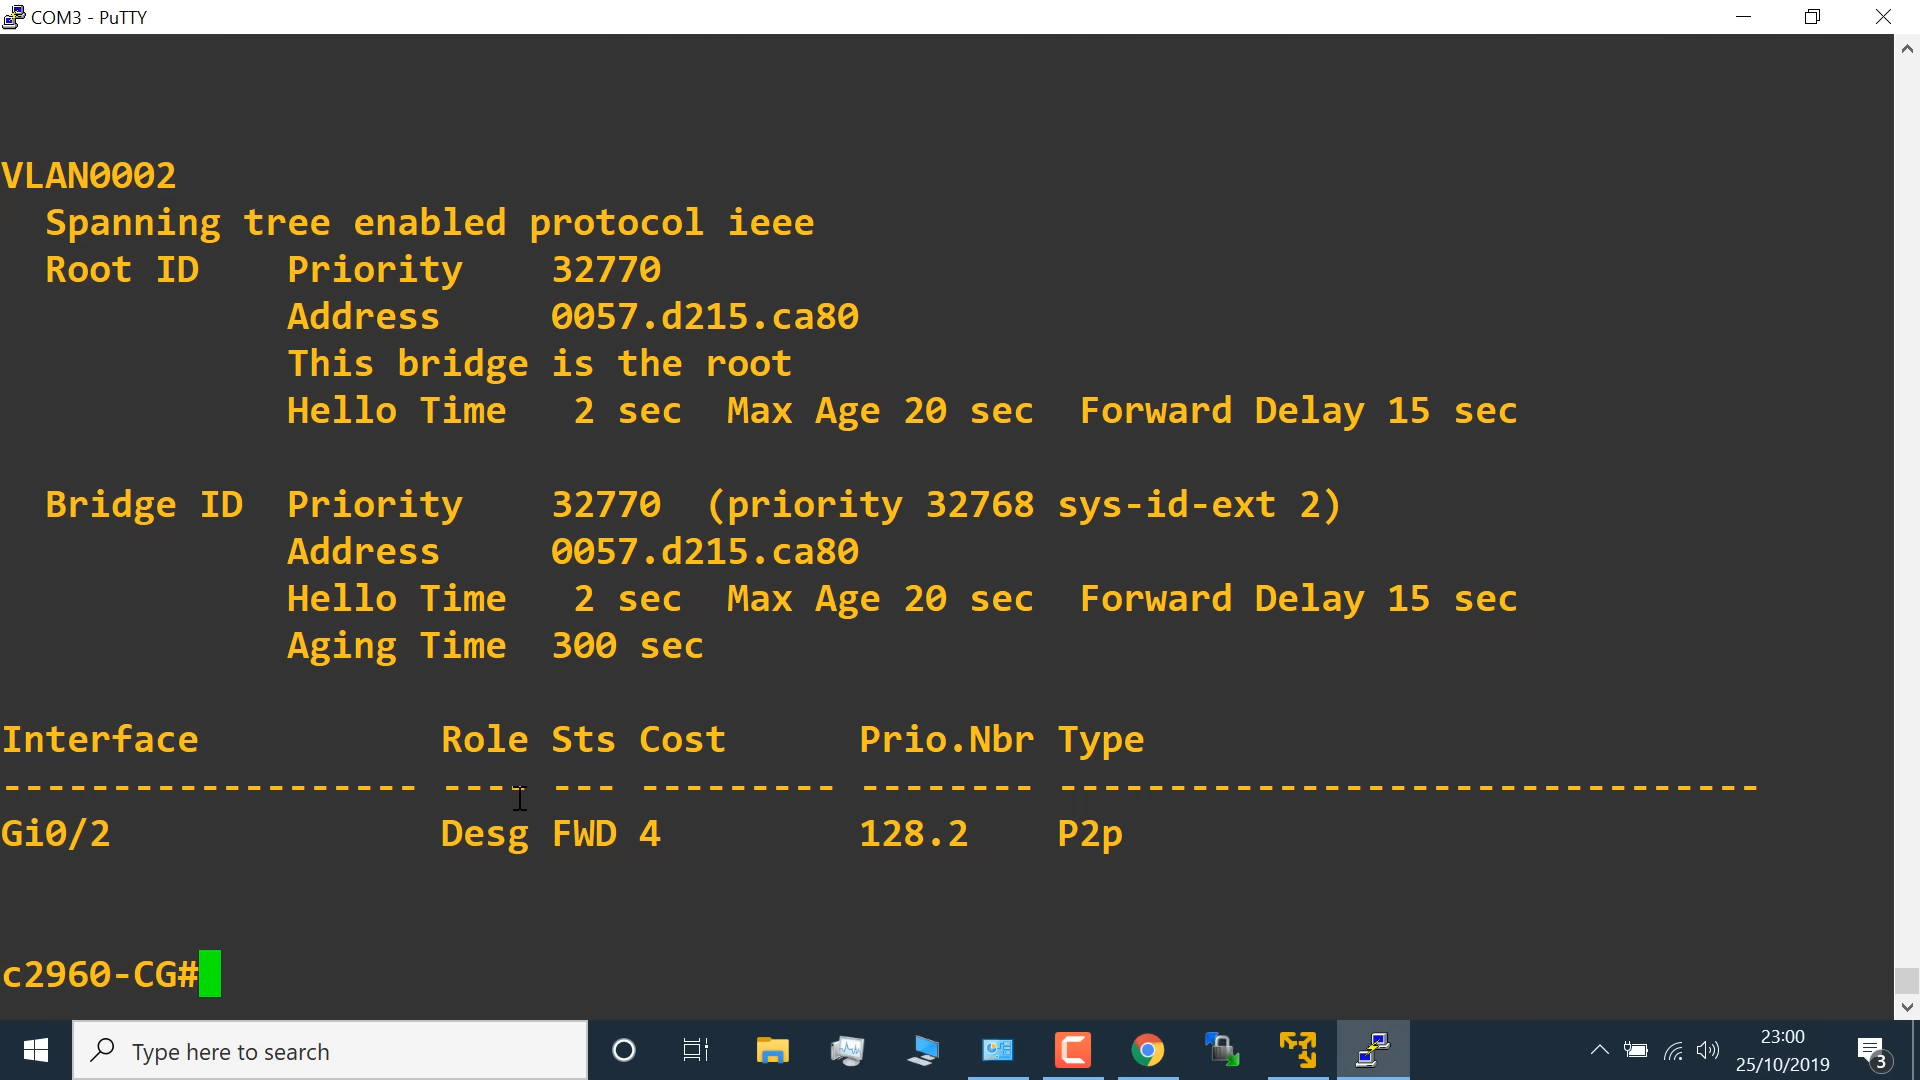 COM3 - PuTTY
VLAN0002
Spanning tree enabled protocol ieee
Root ID Priority 32770
Address 0057.d215.ca80
This bridge is the root
Hello Time 2 sec Max Age 20 sec Forward Delay 15 sec
Bridge ID Priority 32770 (priority 32768 sys-id-ext 2)
Address 0057.d215.ca80
Hello Time 2 sec Max Age 20 sec Forward Delay 15 sec
Aging Time 300 sec
Interface Role Sts Cost Prio.Nbr Type
------------------- ---- --- --------- -------- --------------------------------
Gi0/2 Desg FWD 4 128.2 P2p
c2960-CG#
Type here to search
23:00
25/10/2019
3